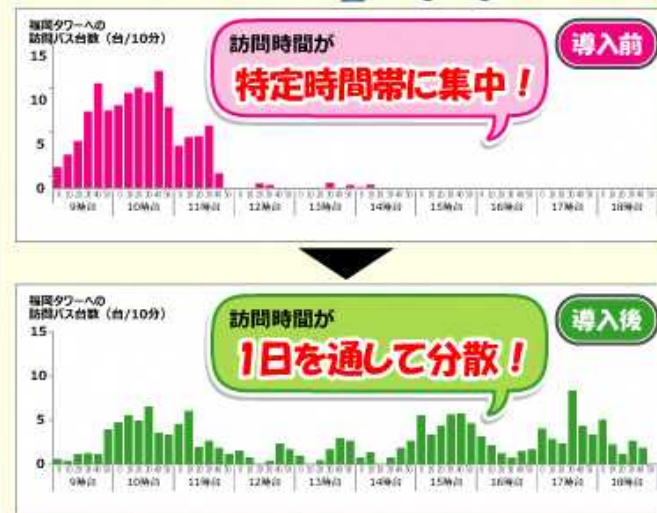 福岡タワーへの
訪問バス台数（台/10分）
訪問時間が
特定時間帯に集中！
導入前
15
10
5
0
9時台 10時台 11時台 12時台 13時台 14時台 15時台 16時台 17時台 18時台
福岡タワーへの
訪問バス台数（台/10分）
訪問時間が
1日を通して分散！
導入後
15
10
5
0
9時台 10時台 11時台 12時台 13時台 14時台 15時台 16時台 17時台 18時台